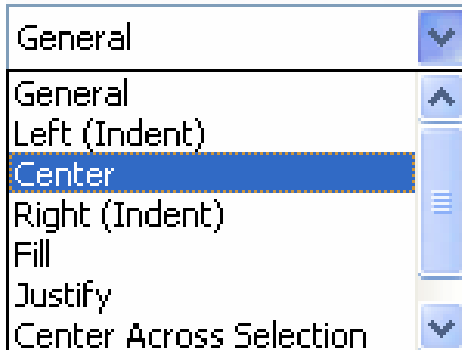 General
General
Left (Indent)
Center
Right (Indent)
Fill
Justify
Center Across Selection